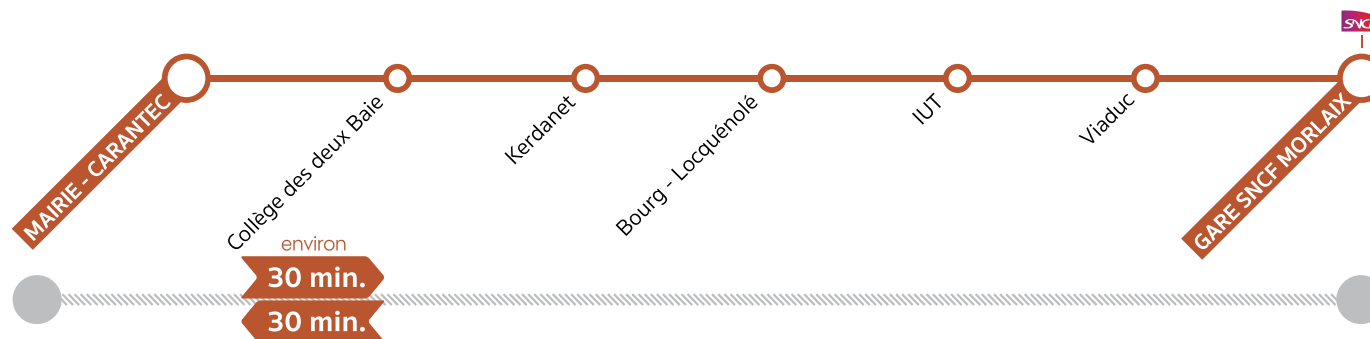 SNCF
MAIRIE - CARANTEC
Collège des deux Baie
Kerdanet
Bourg - Locquénolé
IUT
Viaduc
GARE SNCF MORLAIX
environ
30 min.
30 min.